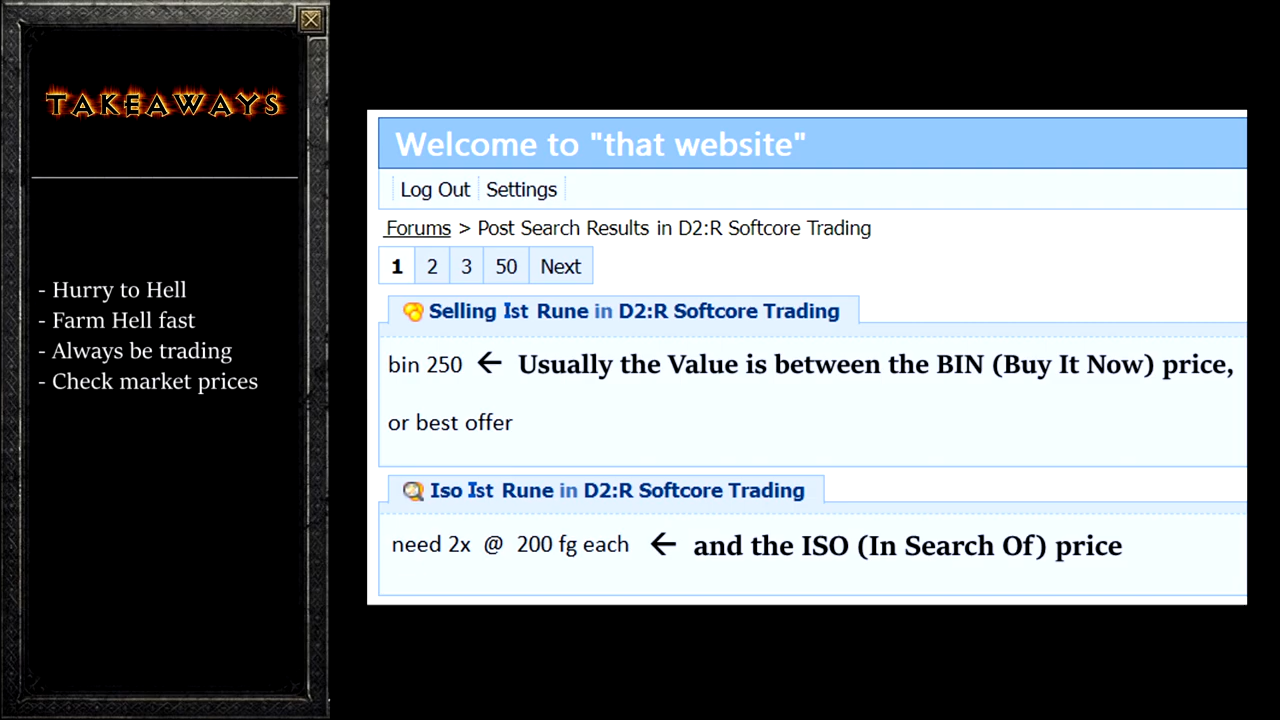 TAKEAWAYS
- Hurry to Hell
- Farm Hell fast
- Always be trading
- Check market prices
Welcome to "that website"
Log Out Settings
Forums > Post Search Results in D2:R Softcore Trading
1 2 3 50 Next
Selling Ist Rune in D2:R Softcore Trading
bin 250 ← Usually the Value is between the BIN (Buy It Now) price,
or best offer
Iso Ist Rune in D2:R Softcore Trading
need 2x @ 200 fg each ← and the ISO (In Search Of) price